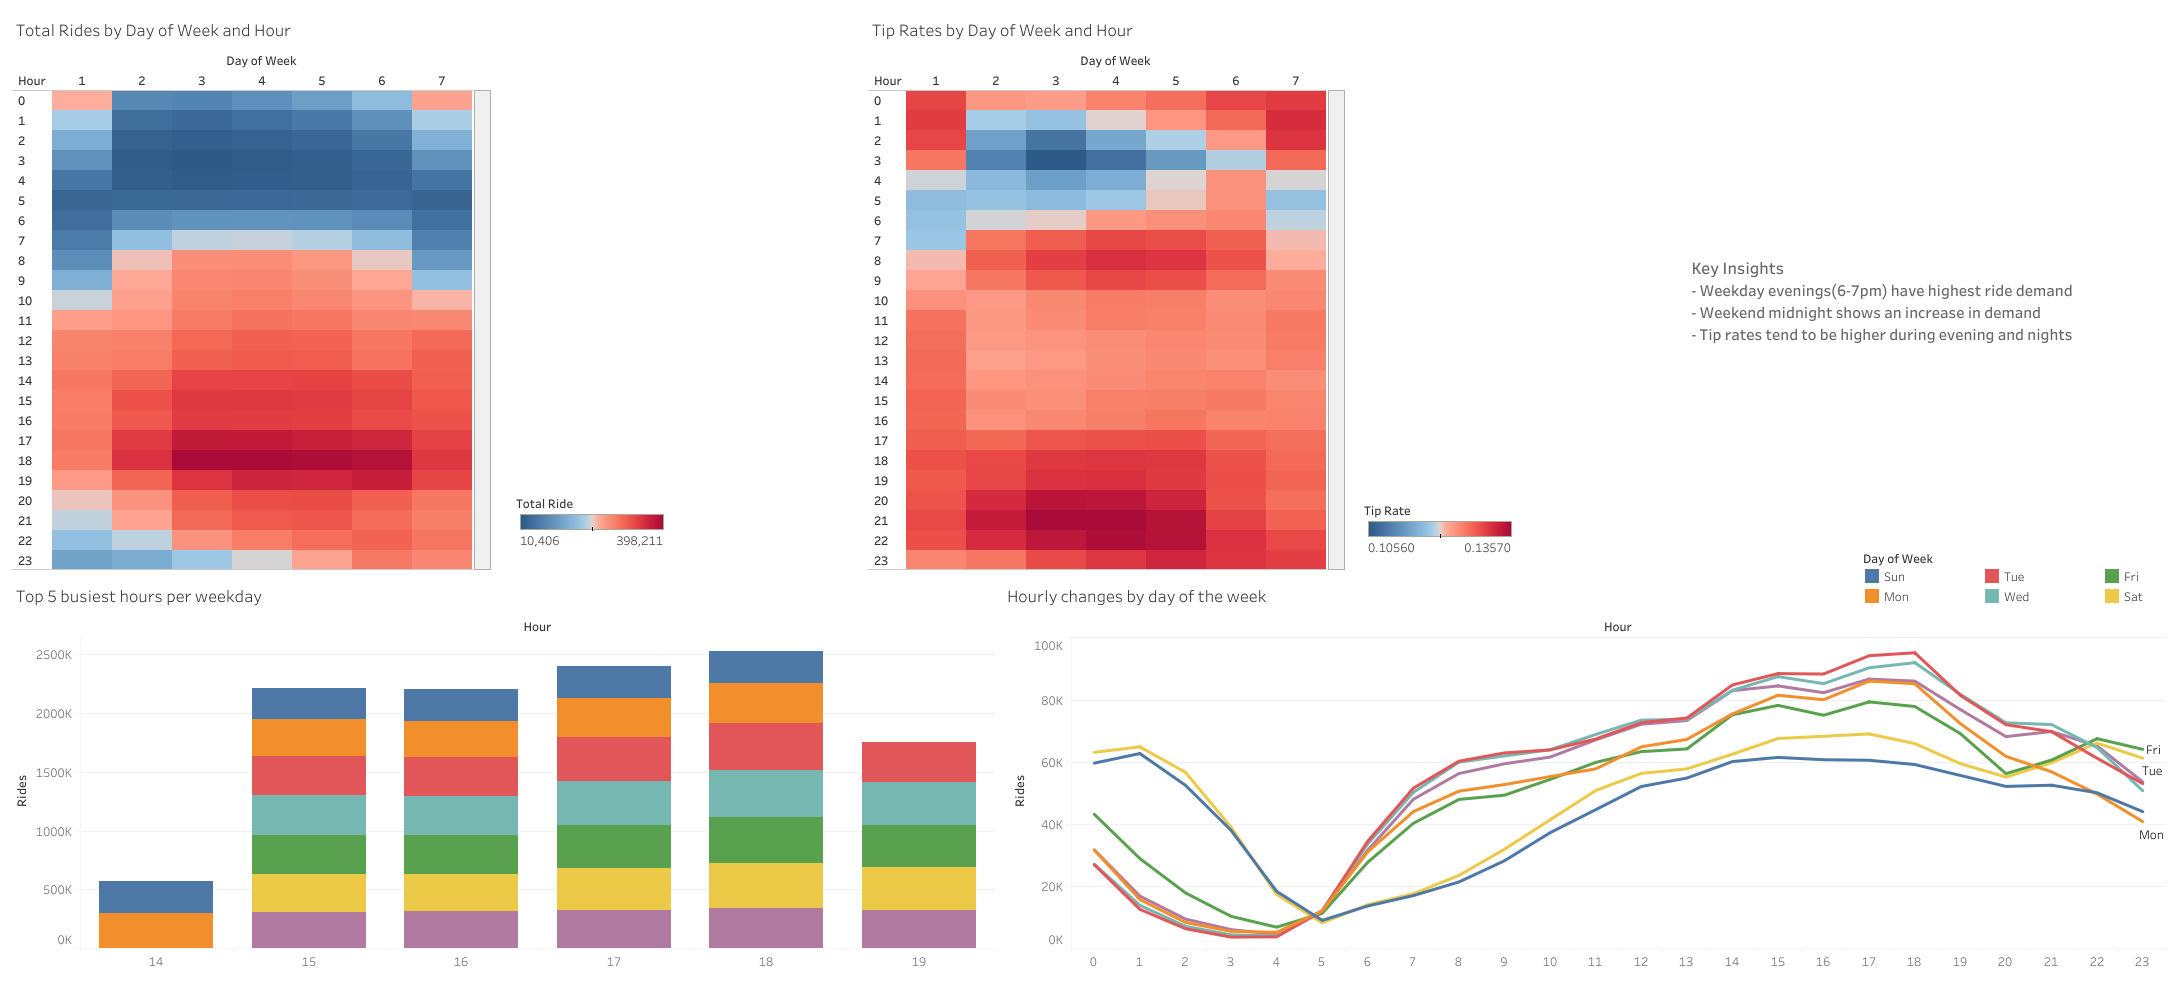 Total Rides by Day of Week and Hour
Day of Week
Hour 1 2 3 4 5 6 7
0
1
2
3
4
5
6
7
8
9
10
11
12
13
14
15
16
17
18
19
20
21
22
23
Total Ride
10,406 398,211
Tip Rates by Day of Week and Hour
Day of Week
Hour 1 2 3 4 5 6 7
0
1
2
3
4
5
6
7
8
9
10
11
12
13
14
15
16
17
18
19
20
21
22
23
Tip Rate
0.10560 0.13570
Key Insights
- Weekday evenings(6-7pm) have highest ride demand
- Weekend midnight shows an increase in demand
- Tip rates tend to be higher during evening and nights
Day of Week
Sun Tue Fri
Mon Wed Sat
Top 5 busiest hours per weekday
Hour
Rides
2500K
2000K
1500K
1000K
500K
0K
14 15 16 17 18 19
Hourly changes by day of the week
Hour
Rides
100K
80K
60K
40K
20K
0K
Fri
Tue
Mon
0 1 2 3 4 5 6 7 8 9 10 11 12 13 14 15 16 17 18 19 20 21 22 23